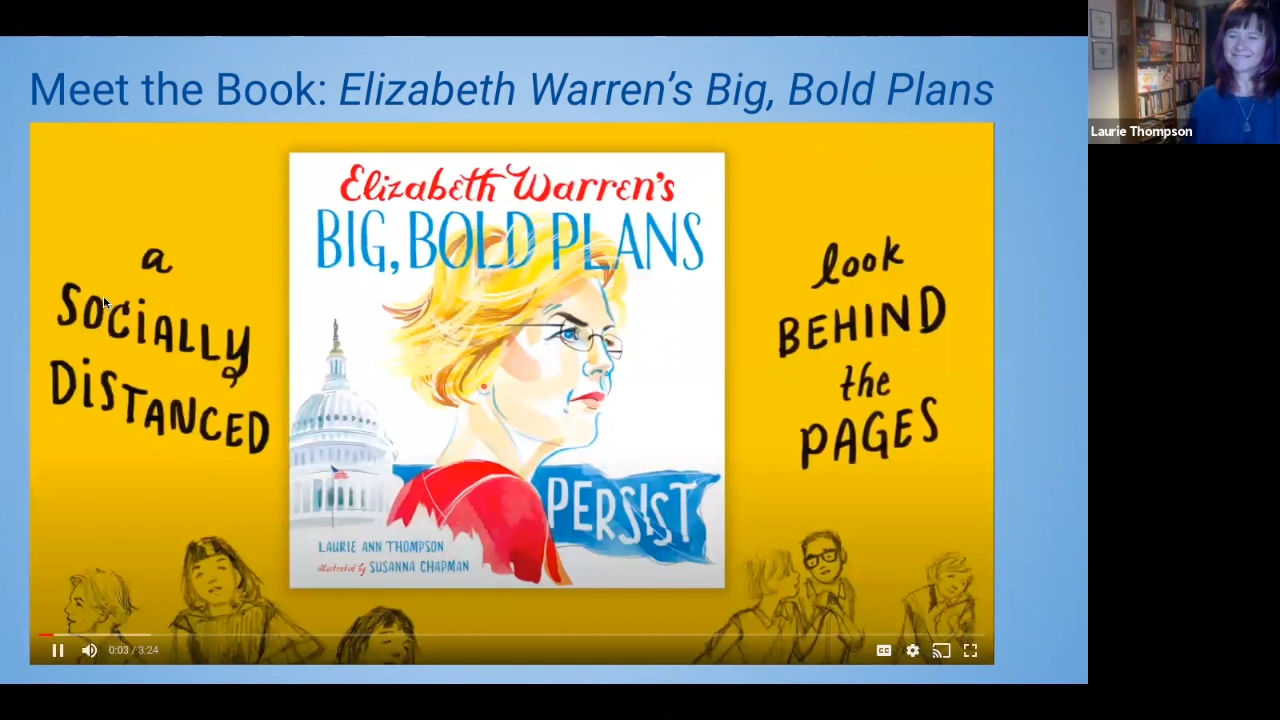 Meet the Book: Elizabeth Warren’s Big, Bold Plans
Laurie Thompson
a
SOCIALLY
DISTANCED
Elizabeth Warren's
BIG, BOLD PLANS
PERSIST
LAURIE ANN THOMPSON
illustrated by SUSANNA CHAPMAN
look
BEHIND
the
PAGES
0:03 / 3:24
CC